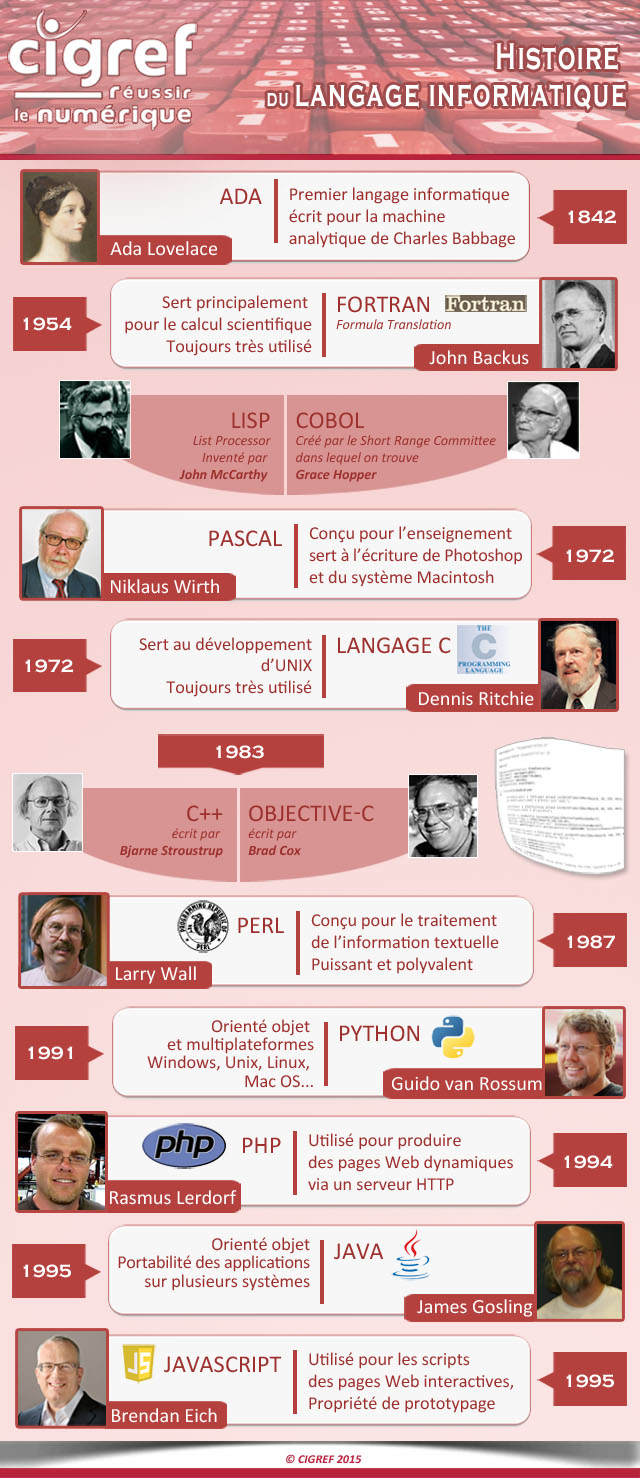 cigref
réussir
le numérique
HISTOIRE
DU LANGAGE INFORMATIQUE
ADA
Ada Lovelace
Premier langage informatique
écrit pour la machine
analytique de Charles Babbage
1842
1954
Sert principalement
pour le calcul scientifique
Toujours très utilisé
FORTRAN
Fortran
Formula Translation
John Backus
LISP
List Processor
Inventé par
John McCarthy
COBOL
Créé par le Short Range Committee
dans lequel on trouve
Grace Hopper
PASCAL
Niklaus Wirth
Conçu pour l'enseignement
sert à l'écriture de Photoshop
et du système Macintosh
1972
1972
Sert au développement
d'UNIX
Toujours très utilisé
LANGAGE C
THE
C
PROGRAMMING
LANGUAGE
Dennis Ritchie
1983
C++
écrit par
Bjarne Stroustrup
OBJECTIVE-C
écrit par
Brad Cox
PROGRAMMING REPUBLIC OF
PERL
PERL
Larry Wall
Conçu pour le traitement
de l'information textuelle
Puissant et polyvalent
1987
1991
Orienté objet
et multiplateformes
Windows, Unix, Linux,
Mac OS...
PYTHON
Guido van Rossum
php
PHP
Rasmus Lerdorf
Utilisé pour produire
des pages Web dynamiques
via un serveur HTTP
1994
1995
Orienté objet
Portabilité des applications
sur plusieurs systèmes
JAVA
James Gosling
JS
JAVASCRIPT
Brendan Eich
Utilisé pour les scripts
des pages Web interactives,
Propriété de prototypage
1995
© CIGREF 2015